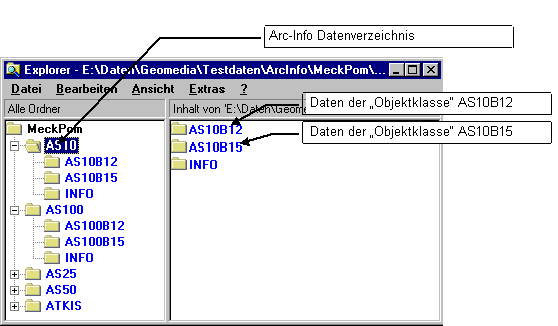 Arc-Info Datenverzeichnis
Explorer - E:\Daten\Geomedia\Testdaten\ArcInfo\MeckPom\...
Datei Bearbeiten Ansicht Extras ?
Alle Ordner
Inhalt von 'E:\Daten\Geom
Daten der „Objektklasse" AS10B12
Daten der „Objektklasse" AS10B15
MeckPom
AS10
AS10B12
AS10B15
INFO
AS100
AS100B12
AS100B15
INFO
AS25
AS50
ATKIS
AS10B12
AS10B15
INFO